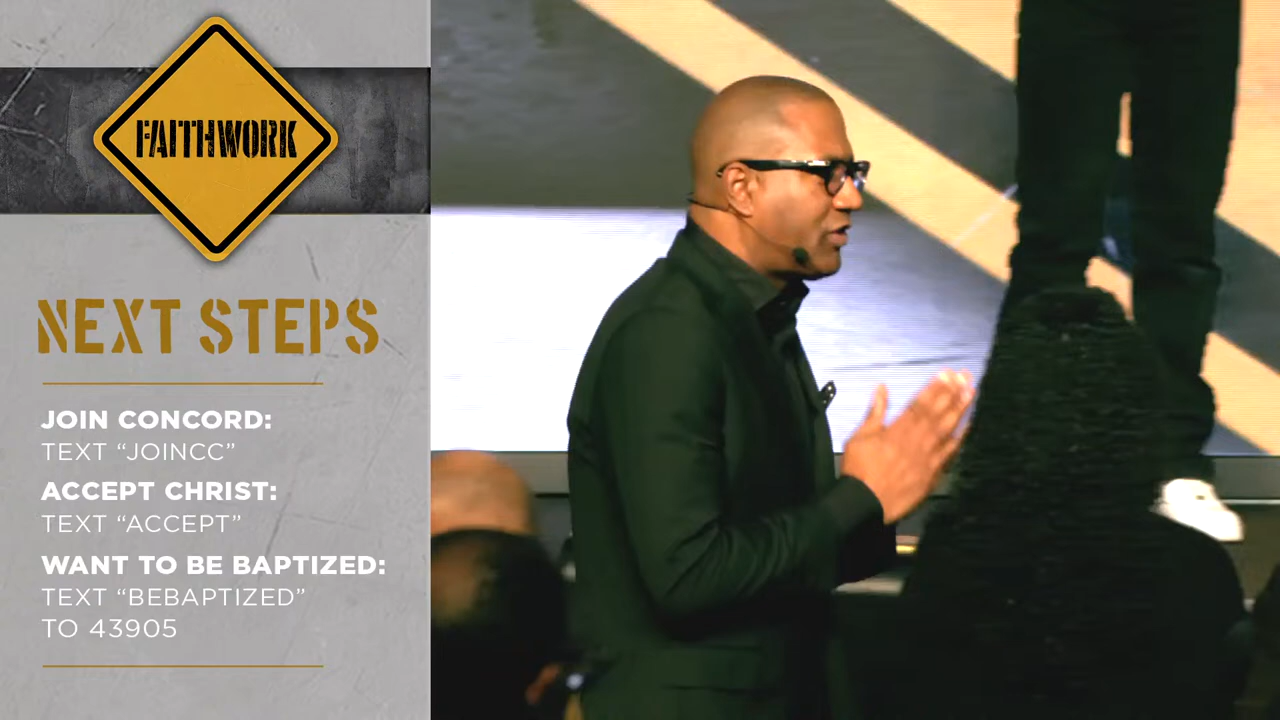 FAITHWORK
NEXT STEPS
JOIN CONCORD:
TEXT “JOINCC”
ACCEPT CHRIST:
TEXT “ACCEPT”
WANT TO BE BAPTIZED:
TEXT “BEBAPTIZED”
TO 43905